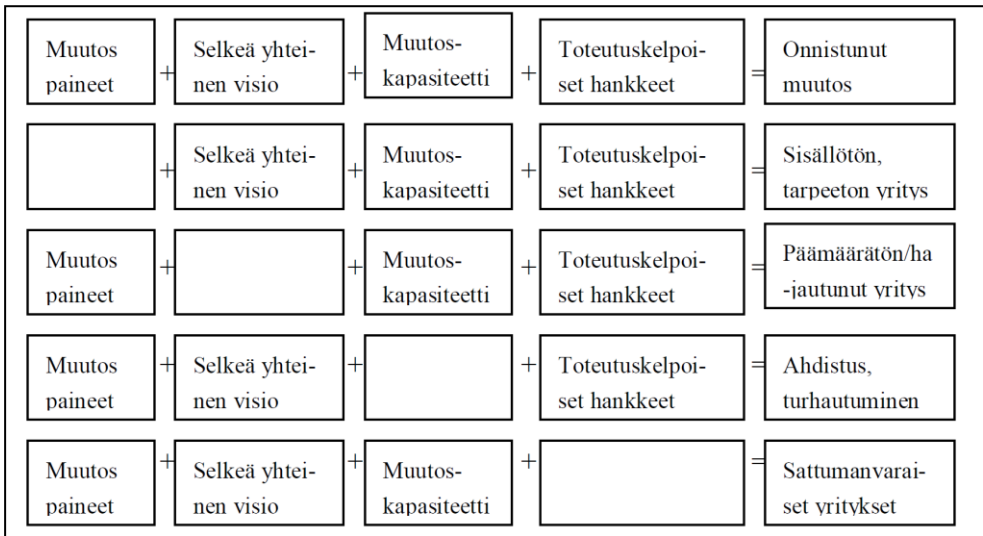 Muutos paineet + Selkeä yhtei-nen visio + Muutos-kapasiteetti + Toteutuskelpoi-set hankkeet = Onnistunut muutos
+ Selkeä yhtei-nen visio + Muutos-kapasiteetti + Toteutuskelpoi-set hankkeet = Sisällötön, tarpeeton yritys
Muutos paineet + + Muutos-kapasiteetti + Toteutuskelpoi-set hankkeet = Päämäärätön/ha -jautunut yritys
Muutos paineet + Selkeä yhtei-nen visio + + Toteutuskelpoi-set hankkeet = Ahdistus, turhautuminen
Muutos paineet + Selkeä yhtei-nen visio + Muutos-kapasiteetti + = Sattumanvarai-set yritykset